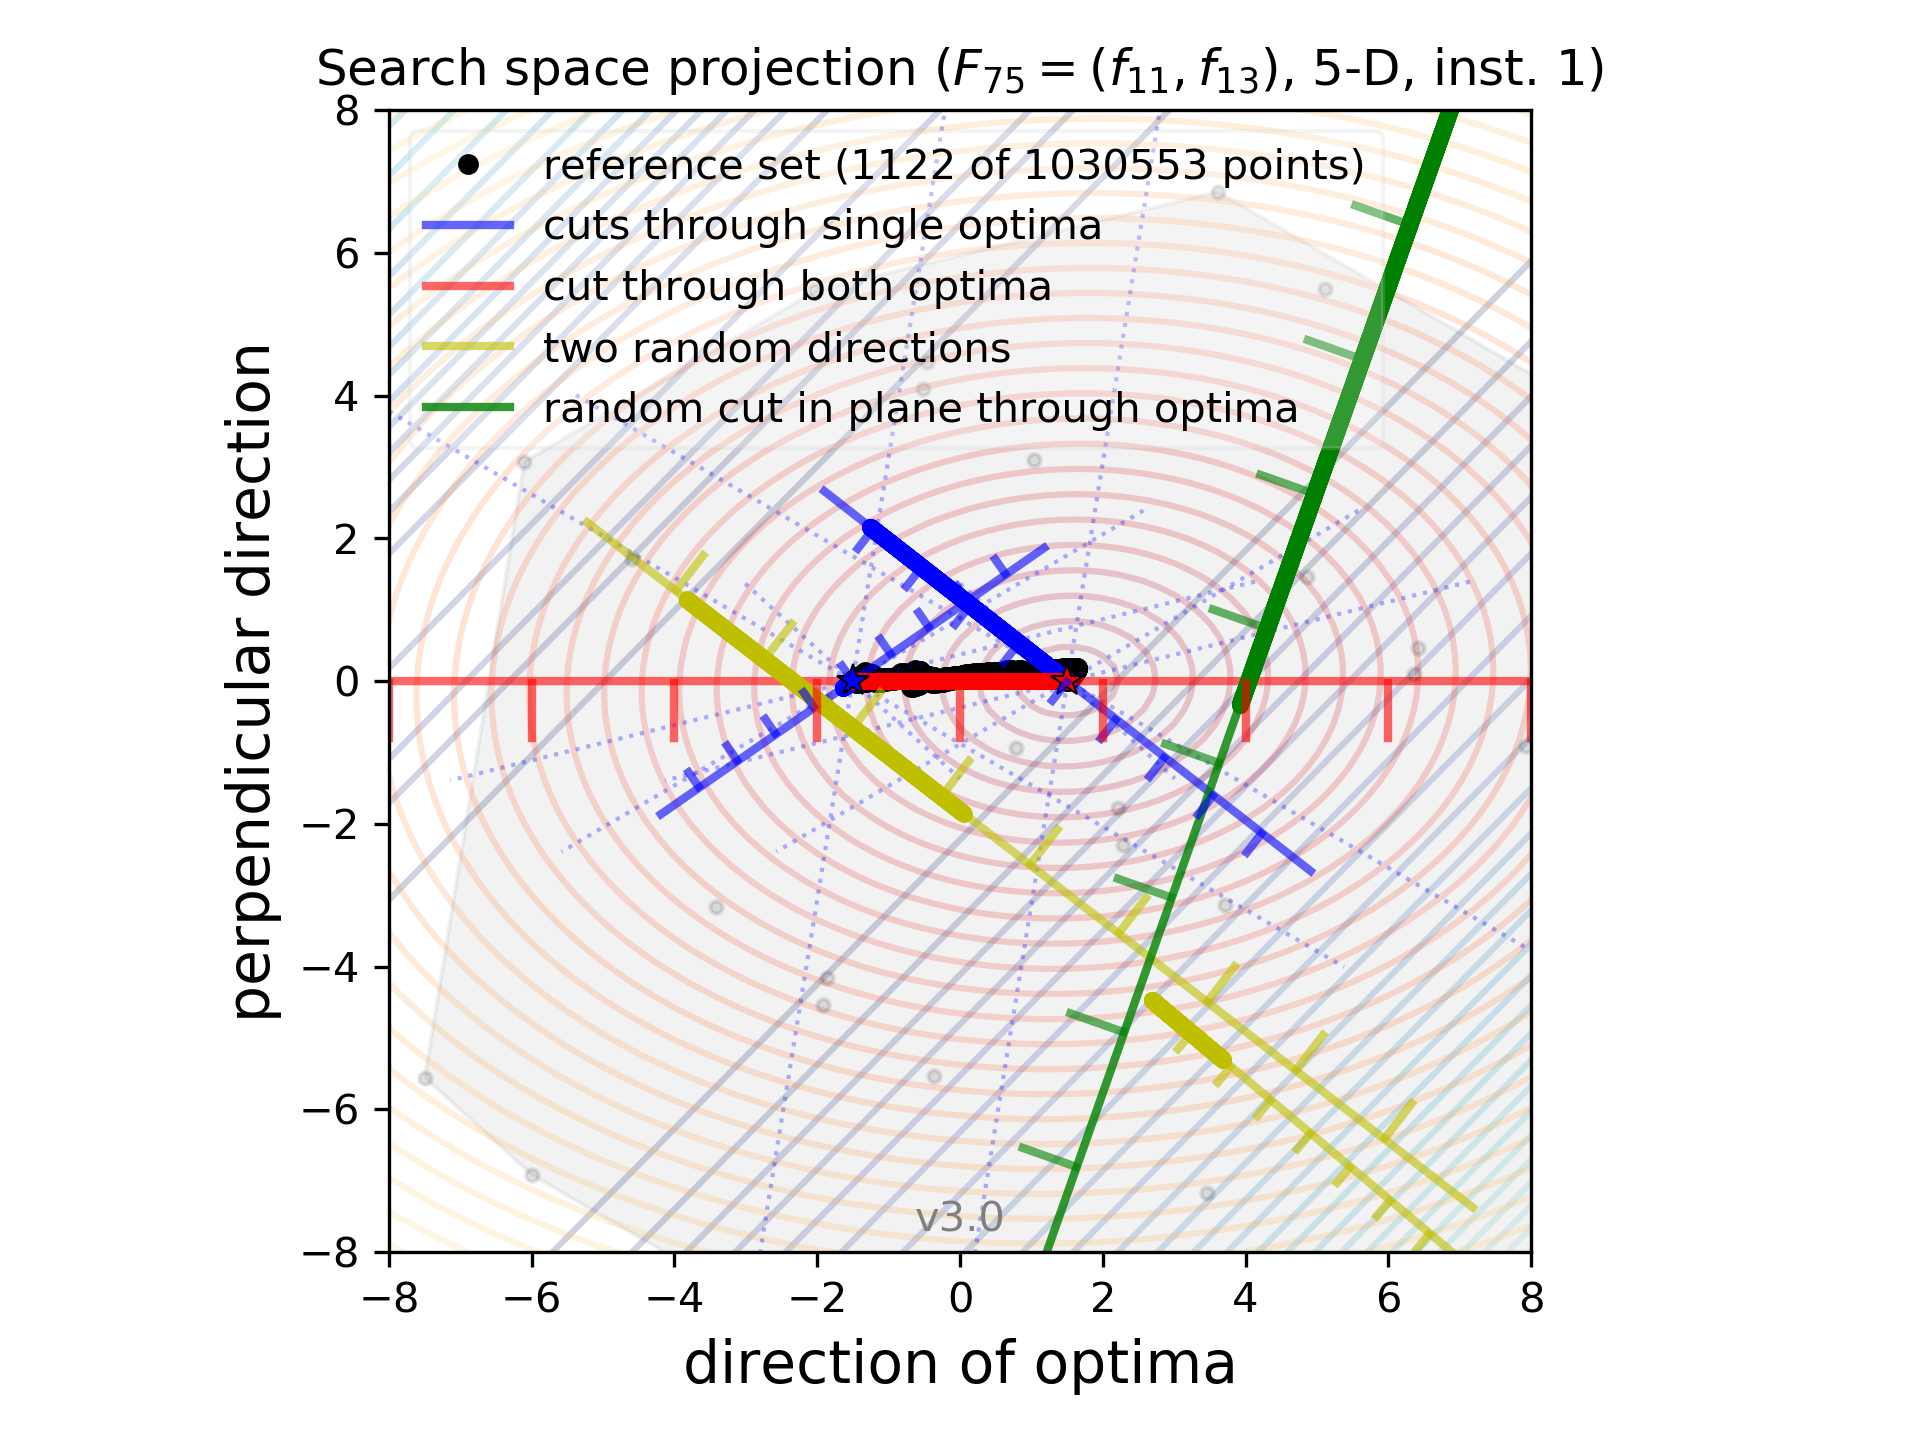 Search space projection (F₇₅ = (f₁₁, f₁₃), 5-D, inst. 1)
reference set (1122 of 1030553 points)
cuts through single optima
cut through both optima
two random directions
random cut in plane through optima
perpendicular direction
8
6
4
2
0
−2
−4
−6
−8
v3.0
−8 −6 −4 −2 0 2 4 6 8
direction of optima